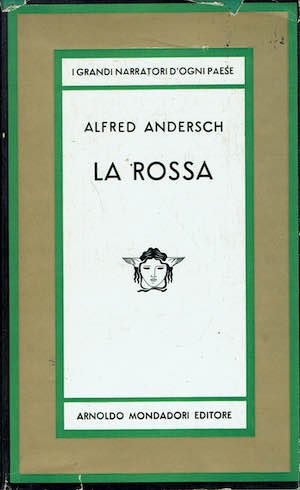 I GRANDI NARRATORI D'OGNI PAESE
ALFRED ANDERSCH
LA ROSSA
ARNOLDO MONDADORI EDITORE